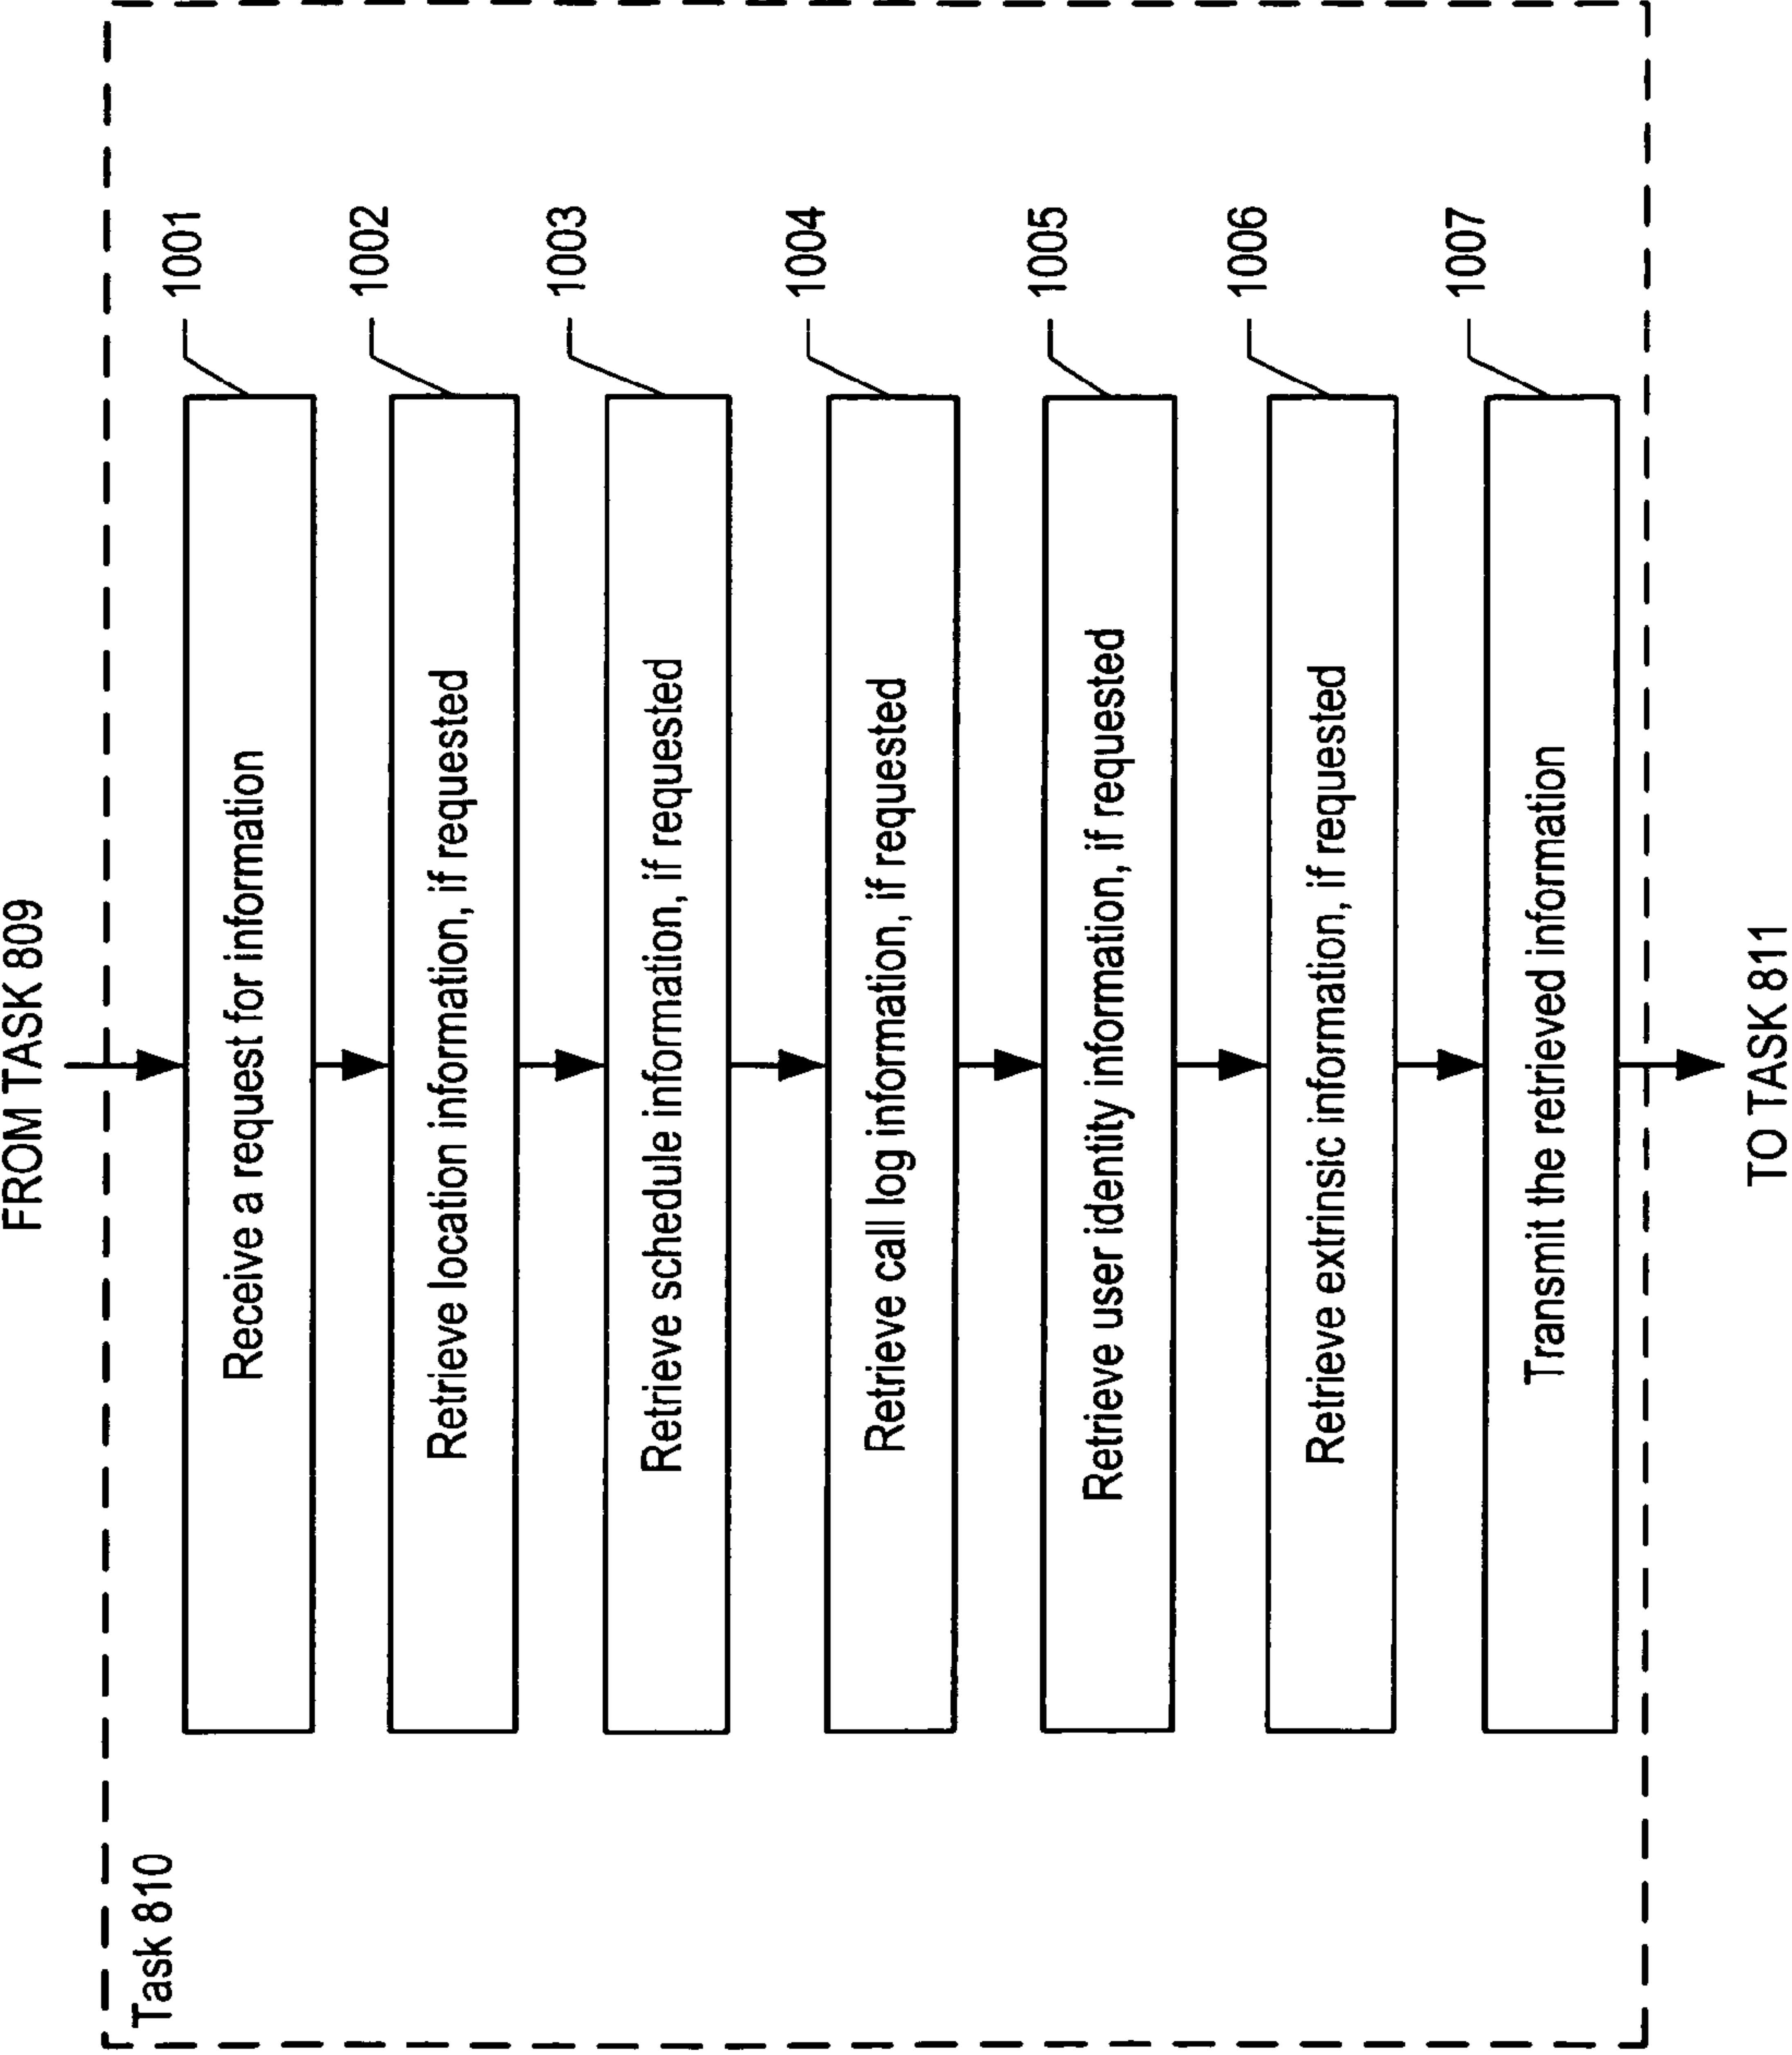 FROM TASK 809
Task 810
Receive a request for information
1001
Retrieve location information, if requested
1002
Retrieve schedule information, if requested
1003
Retrieve call log information, if requested
1004
Retrieve user identity information, if requested
1005
Retrieve extrinsic information, if requested
1006
Transmit the retrieved information
1007
TO TASK 811